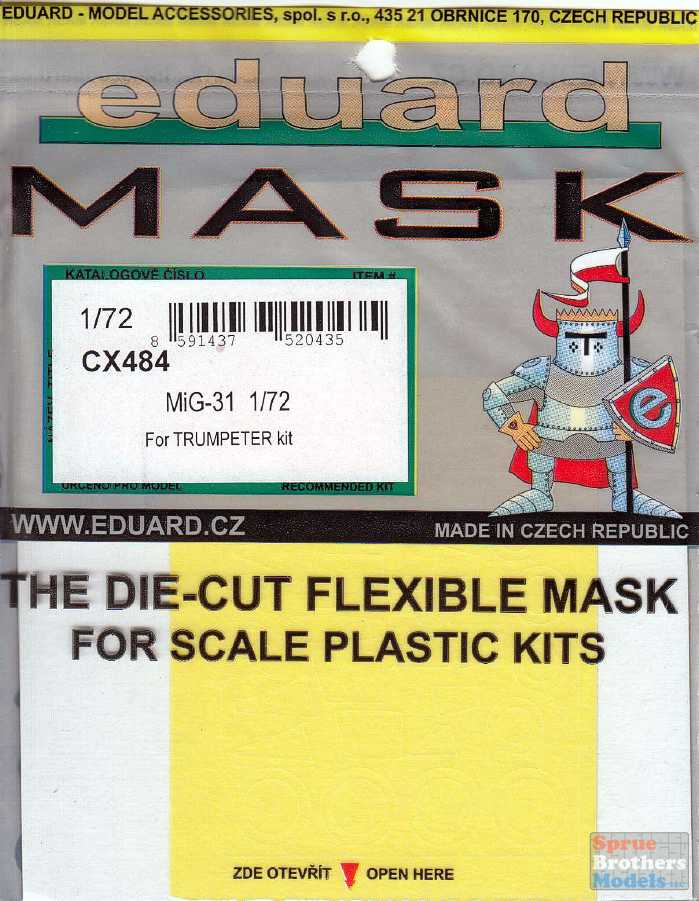 EDUARD - MODEL ACCESSORIES, spol. s r.o., 435 21 OBRNICE 170, CZECH REPUBLIC
eduard
MASK
KATALOGOVÉ ČÍSLO ITEM #
1/72
8 591437 520435
CX484
MiG-31 1/72
For TRUMPETER kit
URČENO PRO MODEL RECOMMENDED KIT
e
WWW.EDUARD.CZ MADE IN CZECH REPUBLIC
THE DIE-CUT FLEXIBLE MASK
FOR SCALE PLASTIC KITS
ZDE OTEVŘÍT OPEN HERE
Sprue
Brothers
Models